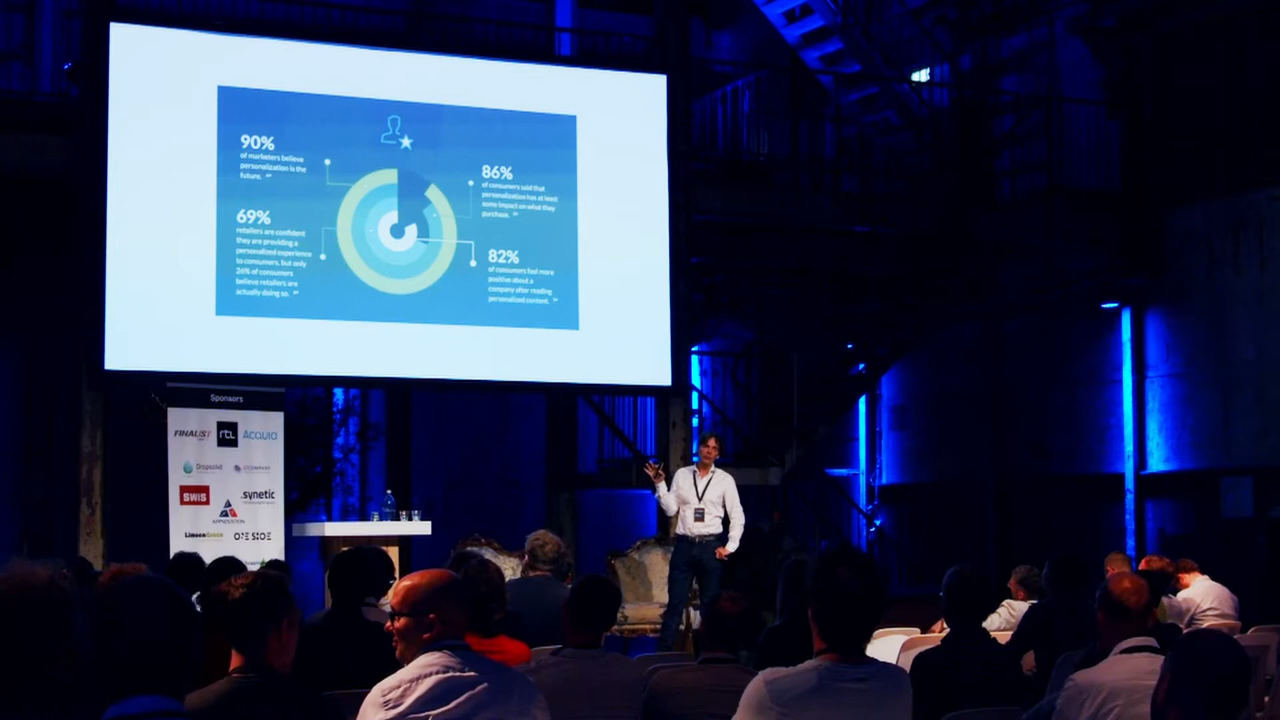 90%
of marketers believe
personalization is the
future.
69%
retailers are confident
they are providing a
personalized experience
to consumers, but only
26% of consumers
believe retailers are
actually doing so.
86%
of consumers said that
personalization has at least
some impact on what they
purchase.
82%
of consumers feel more
positive about a
company after reading
personalized content.
Sponsors
FINALIST
rtL
ACQUIA
SWIS
.synetic
APPNOVATION
LimoenGroen
ONE SHOE